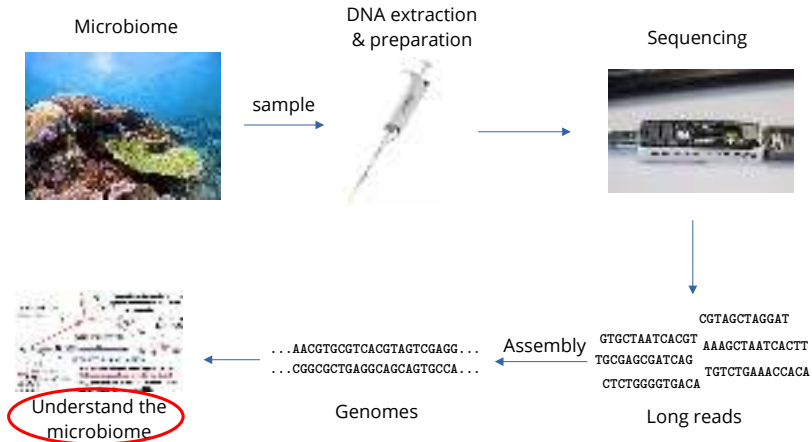 Microbiome
DNA extraction
& preparation
Sequencing
sample
CGTAGCTAGGAT
GTGCTAATCACGT
AAAGCTAATCACTT
TGCGAGCGATCAG
TGTCTGAAACCACA
CTCTGGGGTGACA
Long reads
Assembly
...AACGTGCGTCACGTAGTCGAGG...
...CGGCGCTGAGGCAGCAGTGCCA...
Genomes
Understand the
microbiome